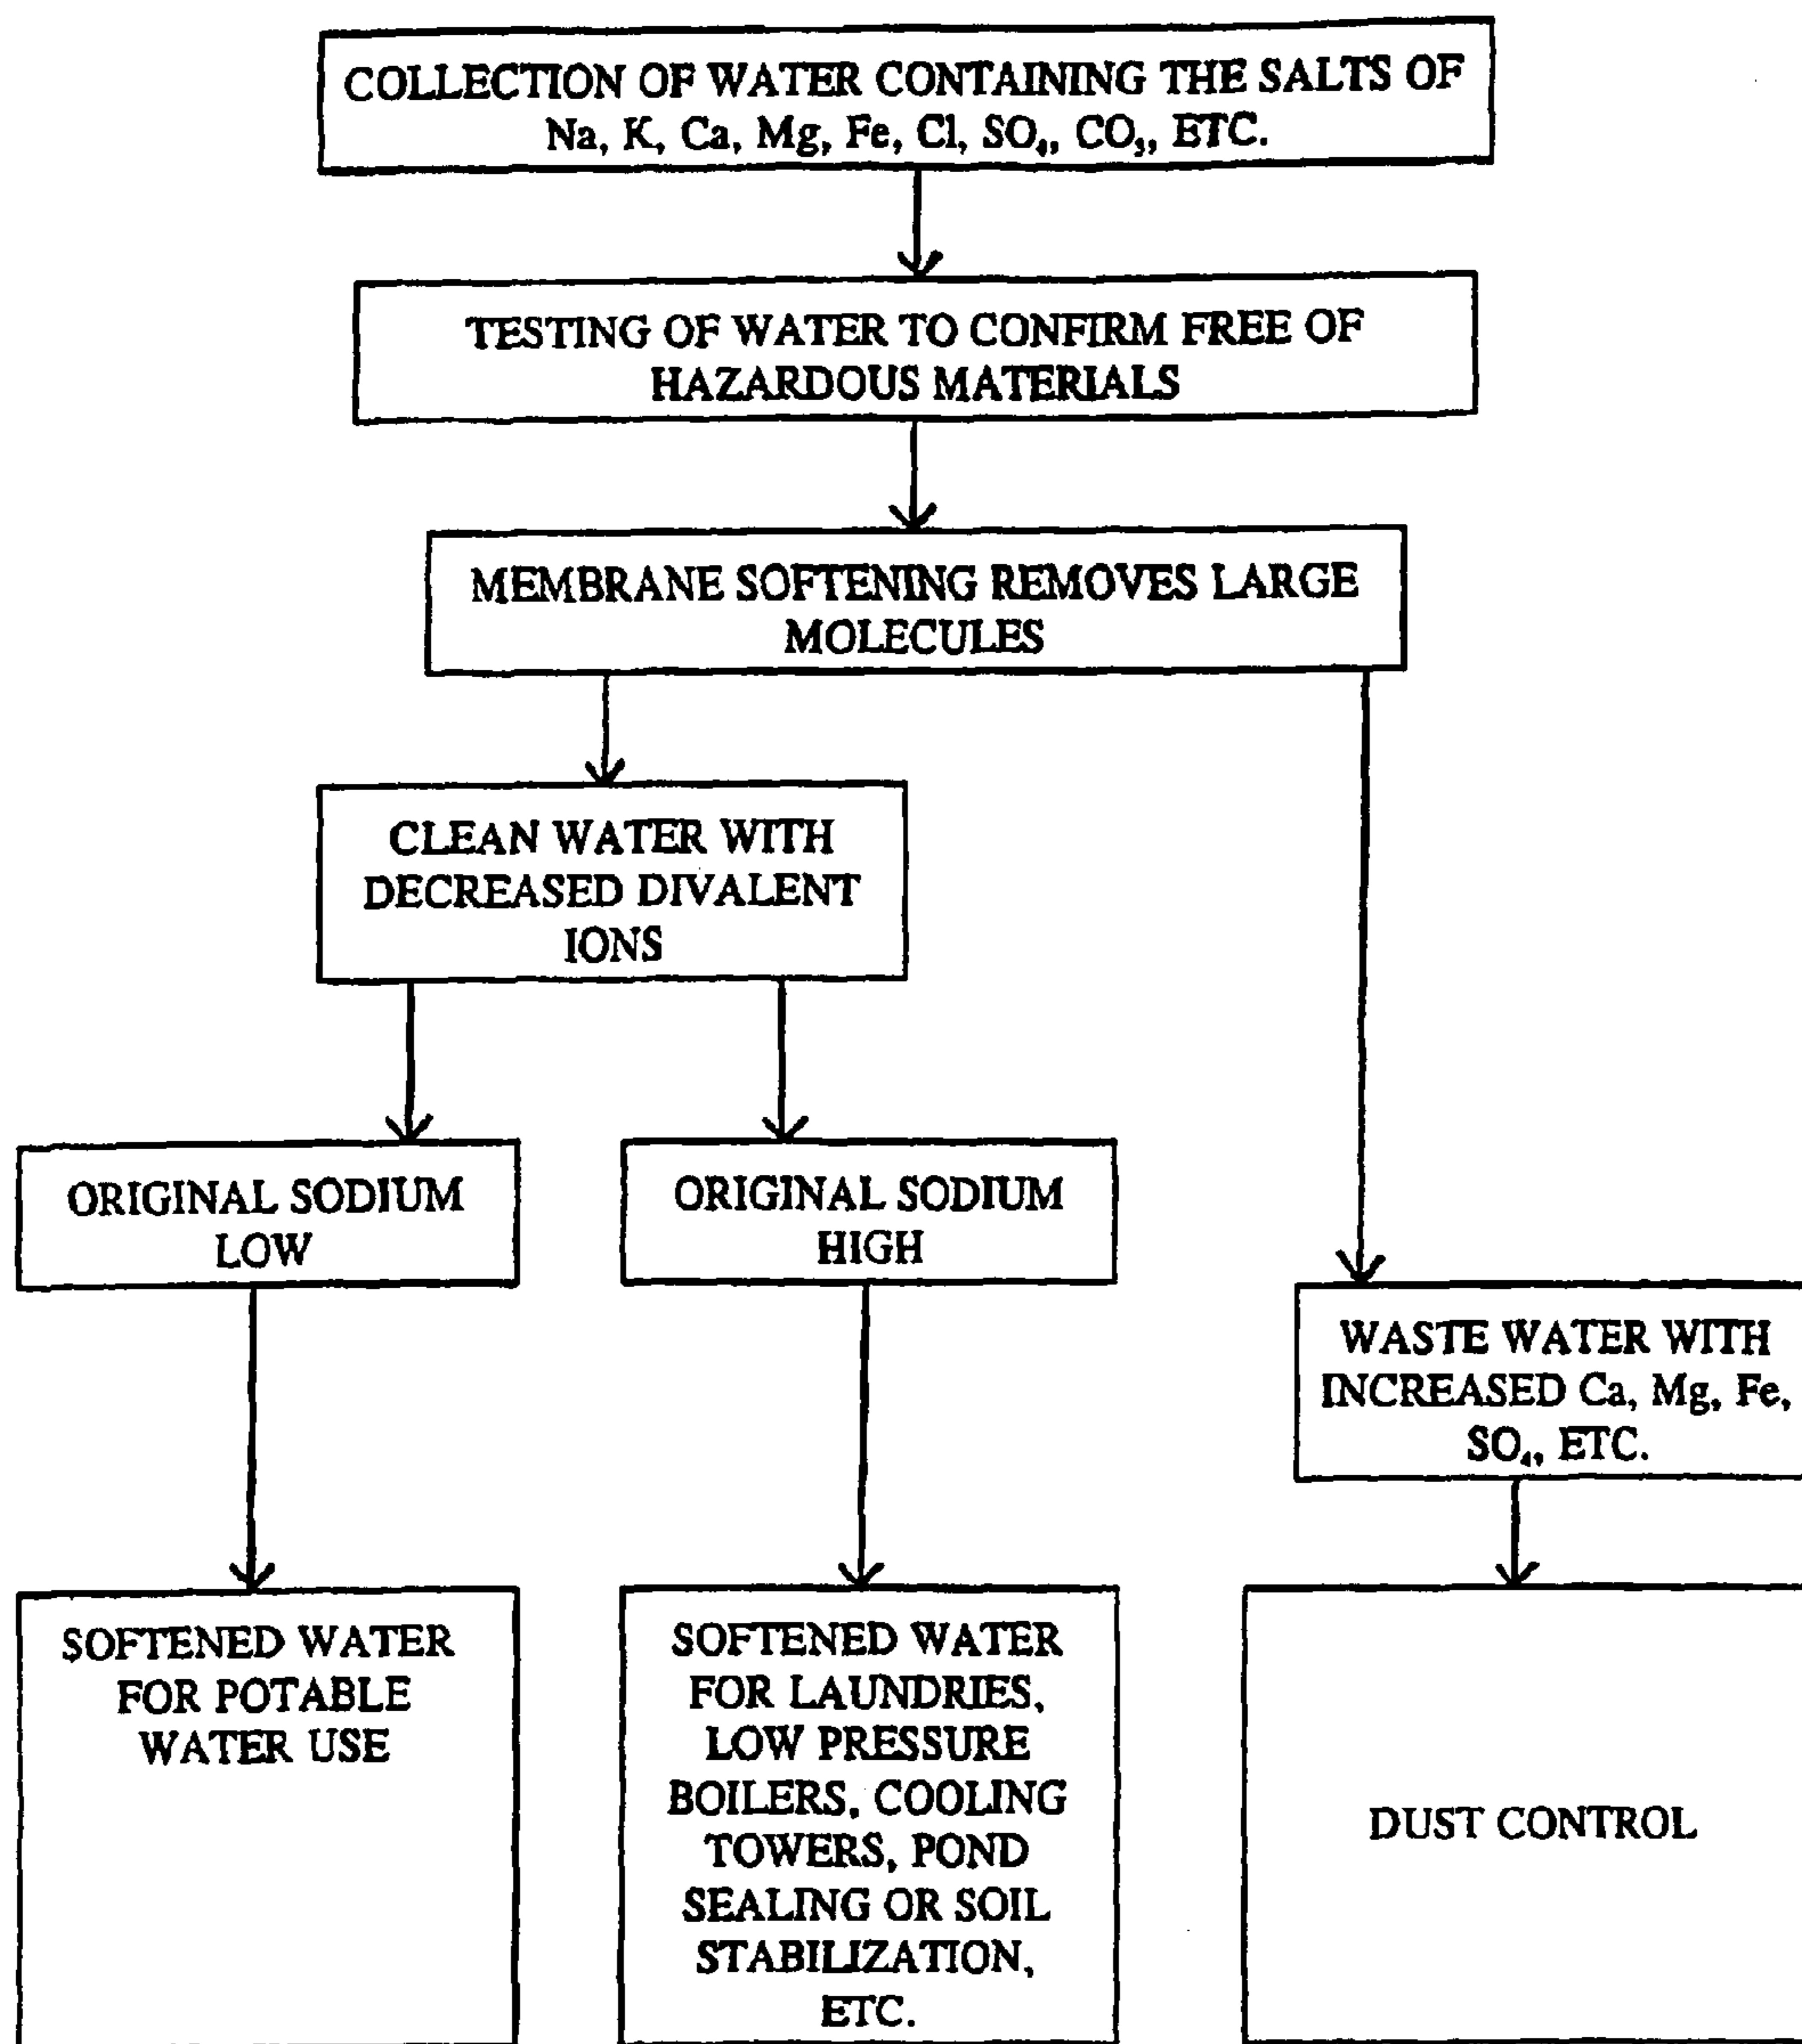 COLLECTION OF WATER CONTAINING THE SALTS OF
Na, K, Ca, Mg, Fe, Cl, SO₄, CO₃, ETC.
TESTING OF WATER TO CONFIRM FREE OF
HAZARDOUS MATERIALS
MEMBRANE SOFTENING REMOVES LARGE
MOLECULES
CLEAN WATER WITH
DECREASED DIVALENT
IONS
ORIGINAL SODIUM
LOW
ORIGINAL SODIUM
HIGH
WASTE WATER WITH
INCREASED Ca, Mg, Fe,
SO₄, ETC.
SOFTENED WATER
FOR POTABLE
WATER USE
SOFTENED WATER
FOR LAUNDRIES,
LOW PRESSURE
BOILERS, COOLING
TOWERS, POND
SEALING OR SOIL
STABILIZATION,
ETC.
DUST CONTROL